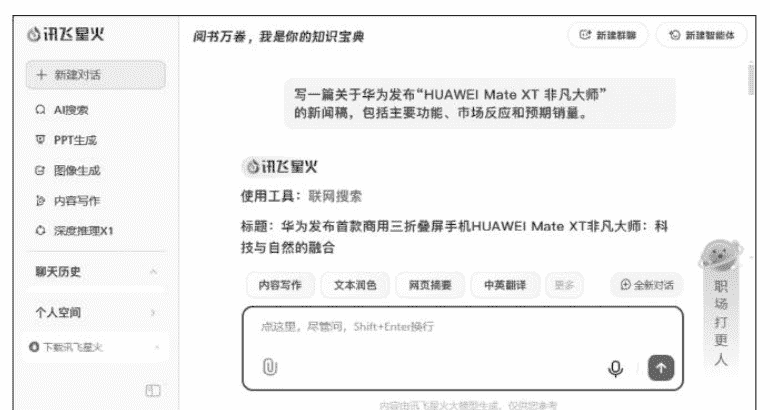 讯飞星火
阅书万卷，我是你的知识宝典
新建群聊
新建智能体
新建对话
AI搜索
PPT生成
图像生成
内容写作
深度推理X1
聊天历史
个人空间
下载讯飞星火
写一篇关于华为发布“HUAWEI Mate XT 非凡大师”
的新闻稿，包括主要功能、市场反应和预期销量。
讯飞星火
使用工具：联网搜索
标题：华为发布首款商用三折叠屏手机HUAWEI Mate XT非凡大师：科
技与自然的融合
内容写作
文本润色
网页摘要
中英翻译
更多
全新对话
点这里，尽管问，Shift+Enter换行
内容由讯飞星火大模型生成，仅供您参考
职
场
打
更
人